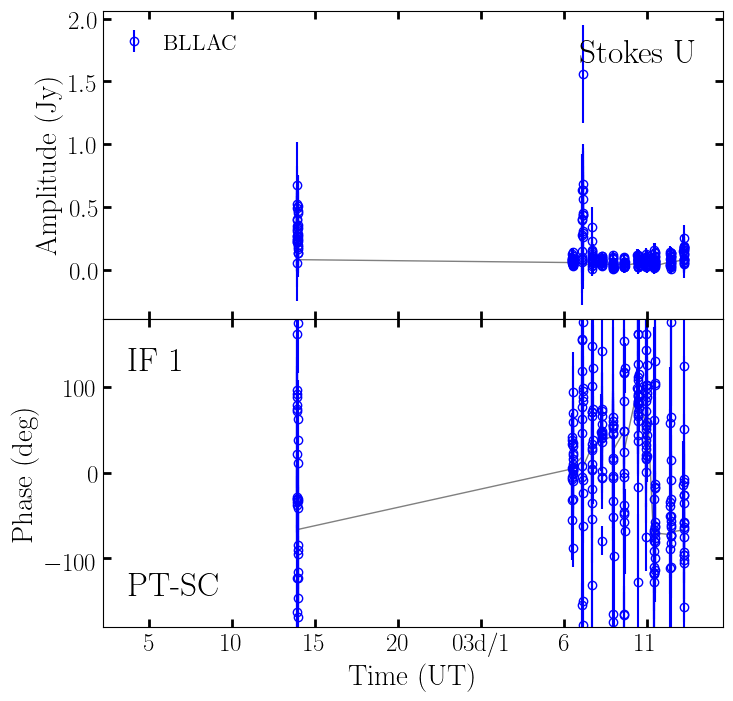 BLLAC
Stokes U
2.0
1.5
1.0
0.5
0.0
Amplitude (Jy)
IF 1
100
0
−100
Phase (deg)
PT-SC
5 10 15 20 03d/1 6 11
Time (UT)